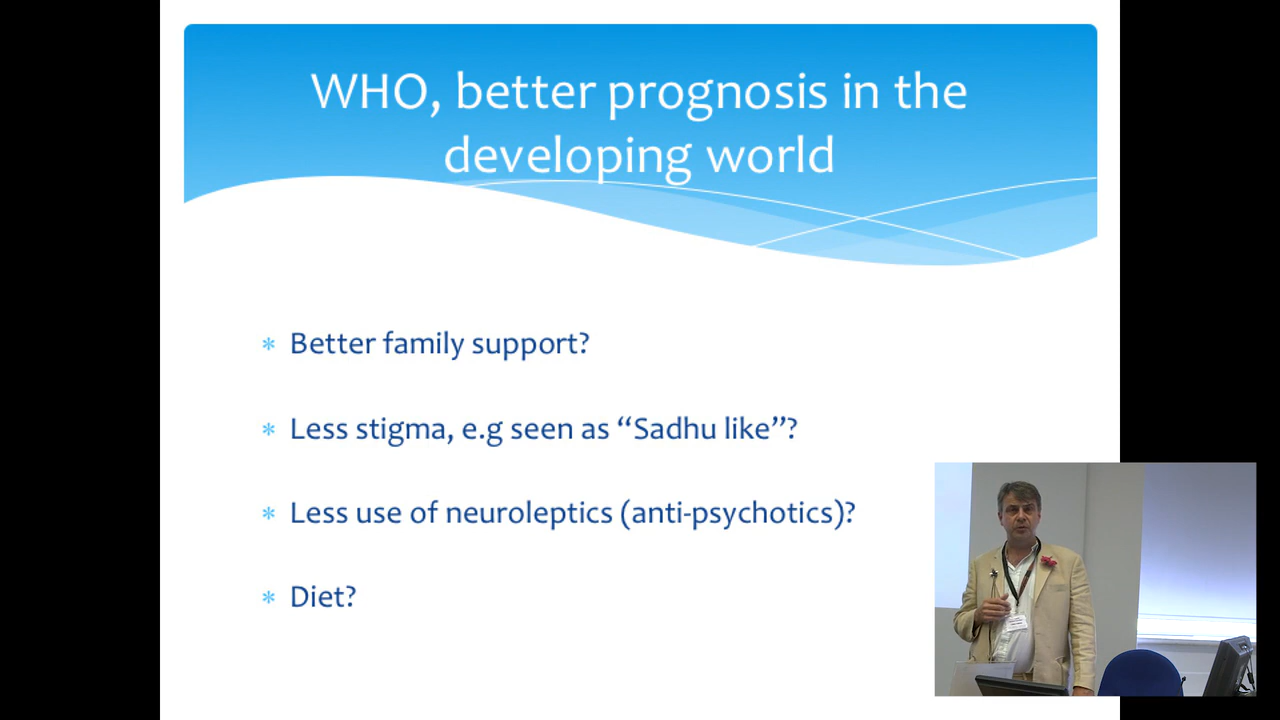 WHO, better prognosis in the
developing world
* Better family support?
* Less stigma, e.g seen as “Sadhu like”?
* Less use of neuroleptics (anti-psychotics)?
* Diet?